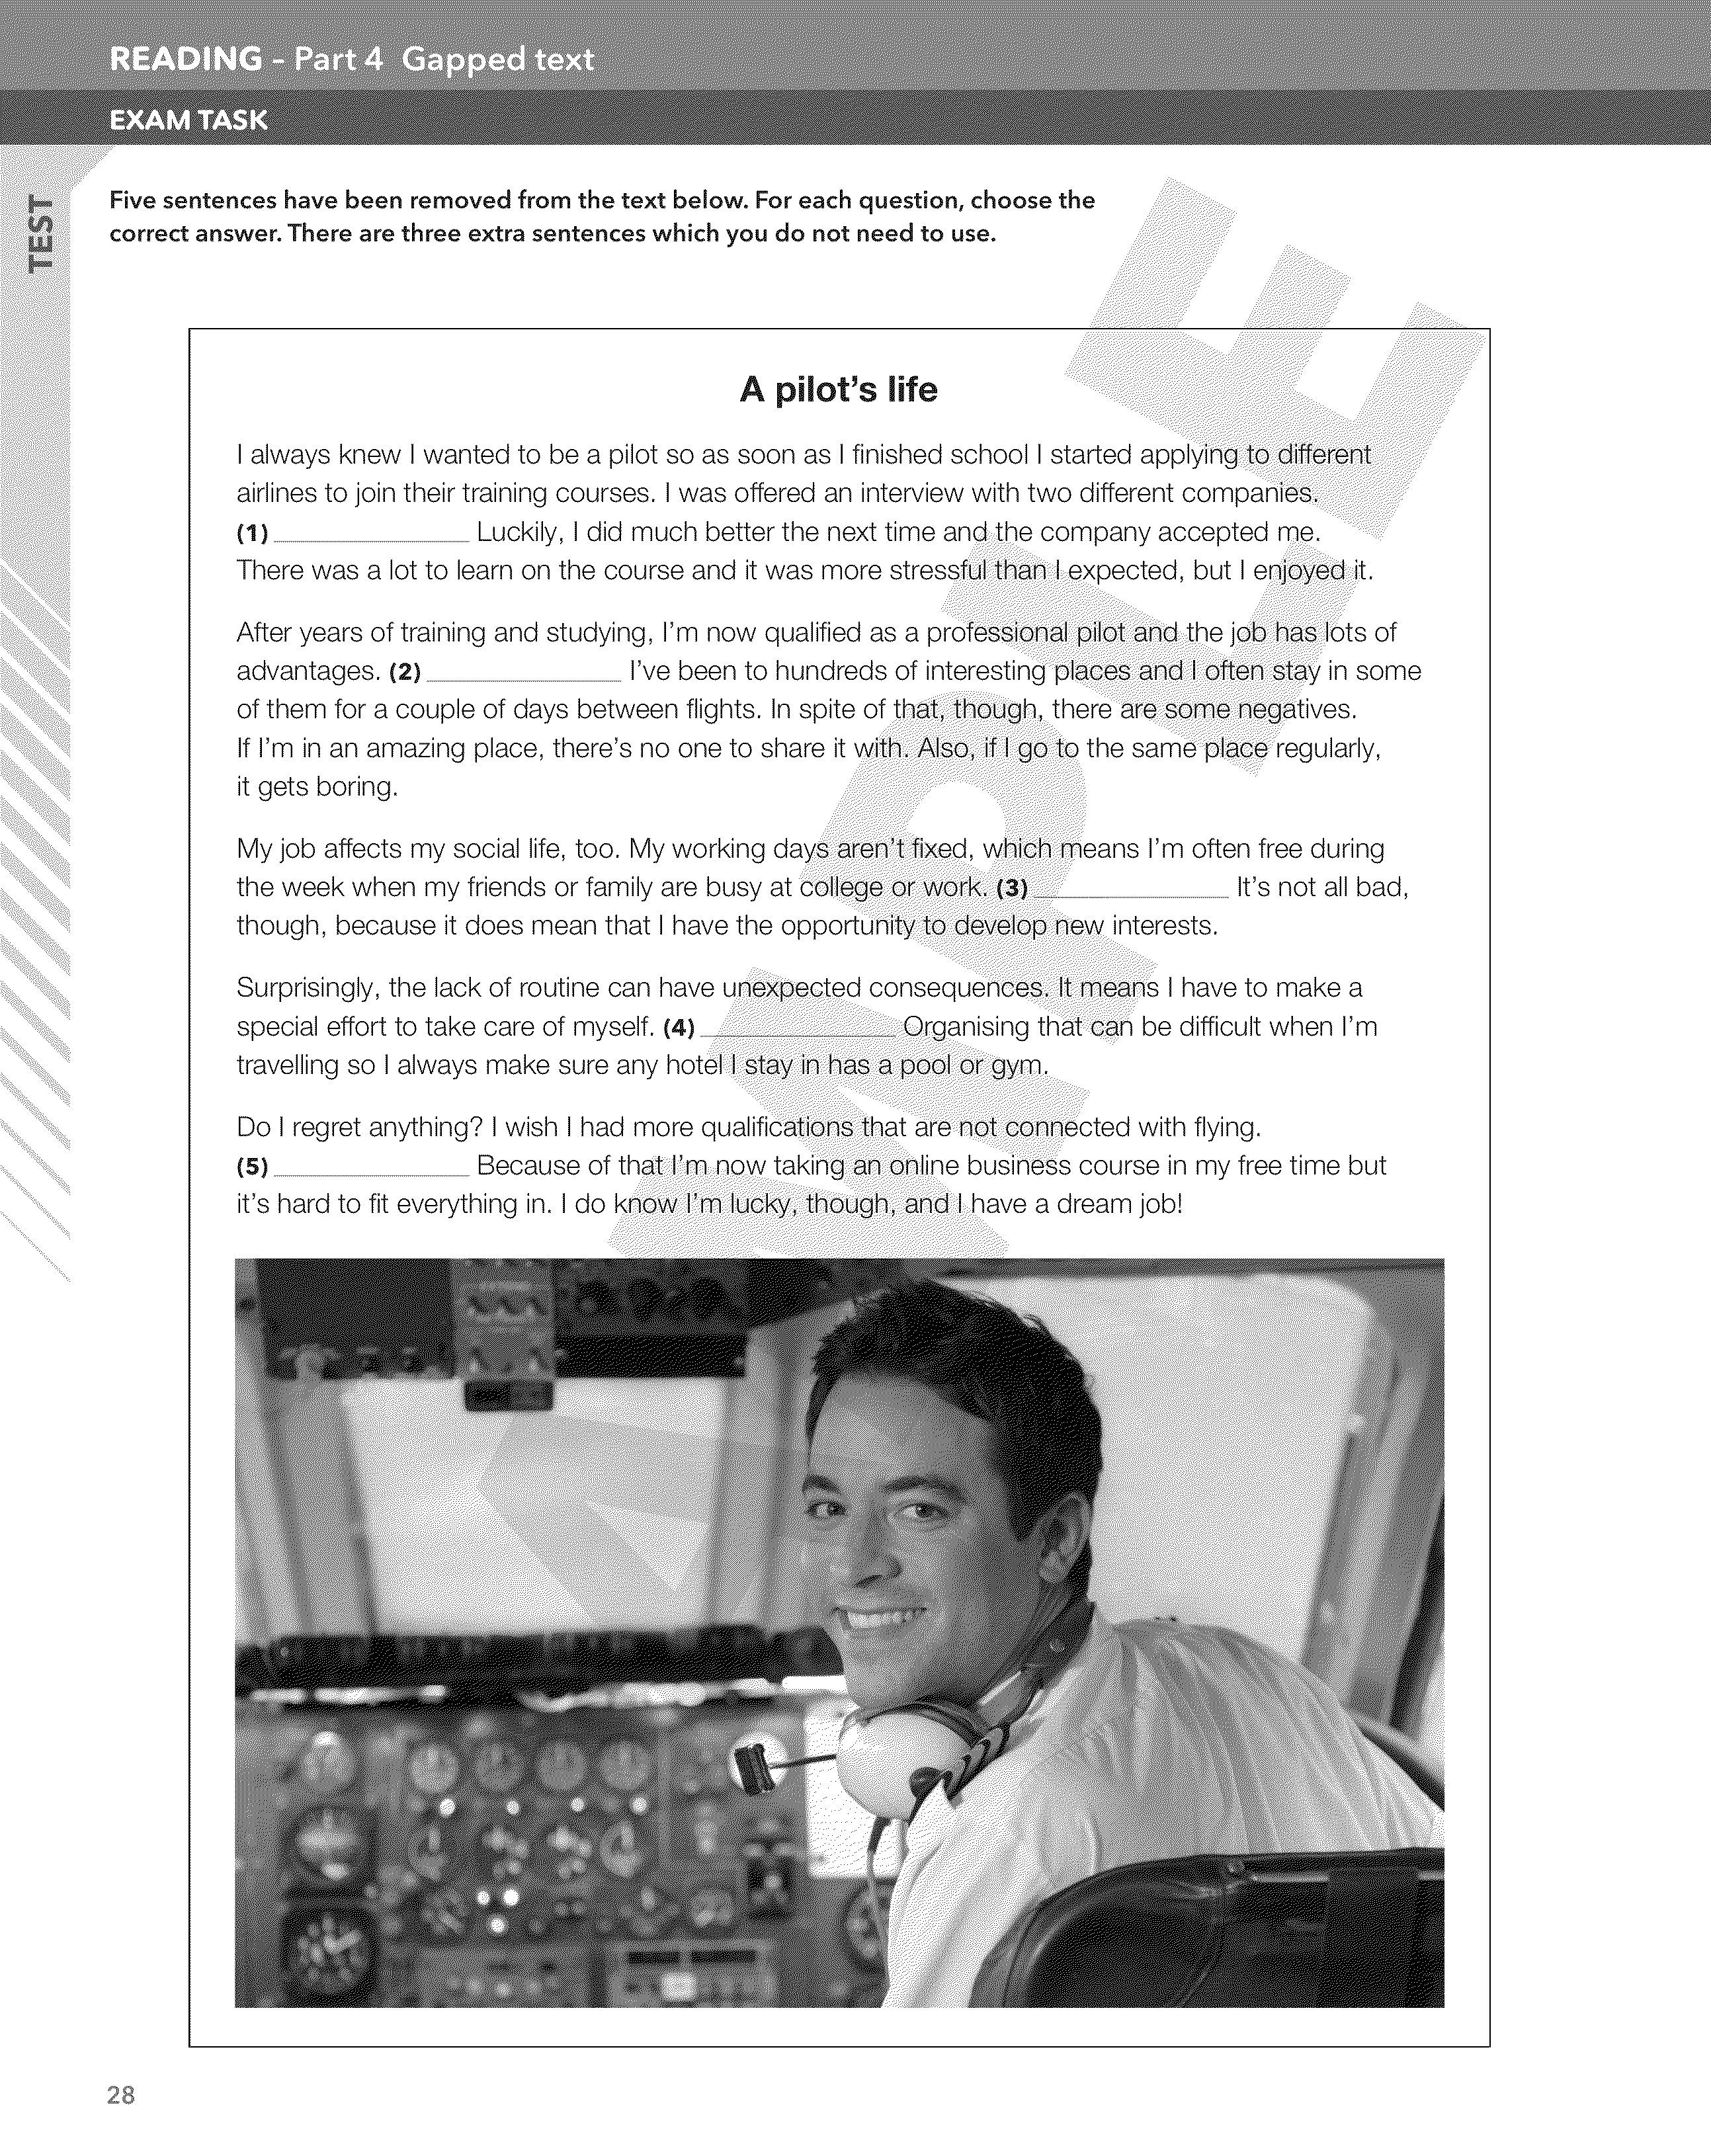 READING – Part 4 Gapped text
EXAM TASK
TEST
Five sentences have been removed from the text below. For each question, choose the
correct answer. There are three extra sentences which you do not need to use.
A pilot's life
I always knew I wanted to be a pilot so as soon as I finished school I started applying to different
airlines to join their training courses. I was offered an interview with two different companies.
(1) Luckily, I did much better the next time and the company accepted me.
There was a lot to learn on the course and it was more stressful than I expected, but I enjoyed it.
After years of training and studying, I'm now qualified as a professional pilot and the job has lots of
advantages. (2) I've been to hundreds of interesting places and I often stay in some
of them for a couple of days between flights. In spite of that, though, there are some negatives.
If I'm in an amazing place, there's no one to share it with. Also, if I go to the same place regularly,
it gets boring.
My job affects my social life, too. My working days aren't fixed, which means I'm often free during
the week when my friends or family are busy at college or work. (3) It's not all bad,
though, because it does mean that I have the opportunity to develop new interests.
Surprisingly, the lack of routine can have unexpected consequences. It means I have to make a
special effort to take care of myself. (4) Organising that can be difficult when I'm
travelling so I always make sure any hotel I stay in has a pool or gym.
Do I regret anything? I wish I had more qualifications that are not connected with flying.
(5) Because of that I'm now taking an online business course in my free time but
it's hard to fit everything in. I do know I'm lucky, though, and I have a dream job!
28